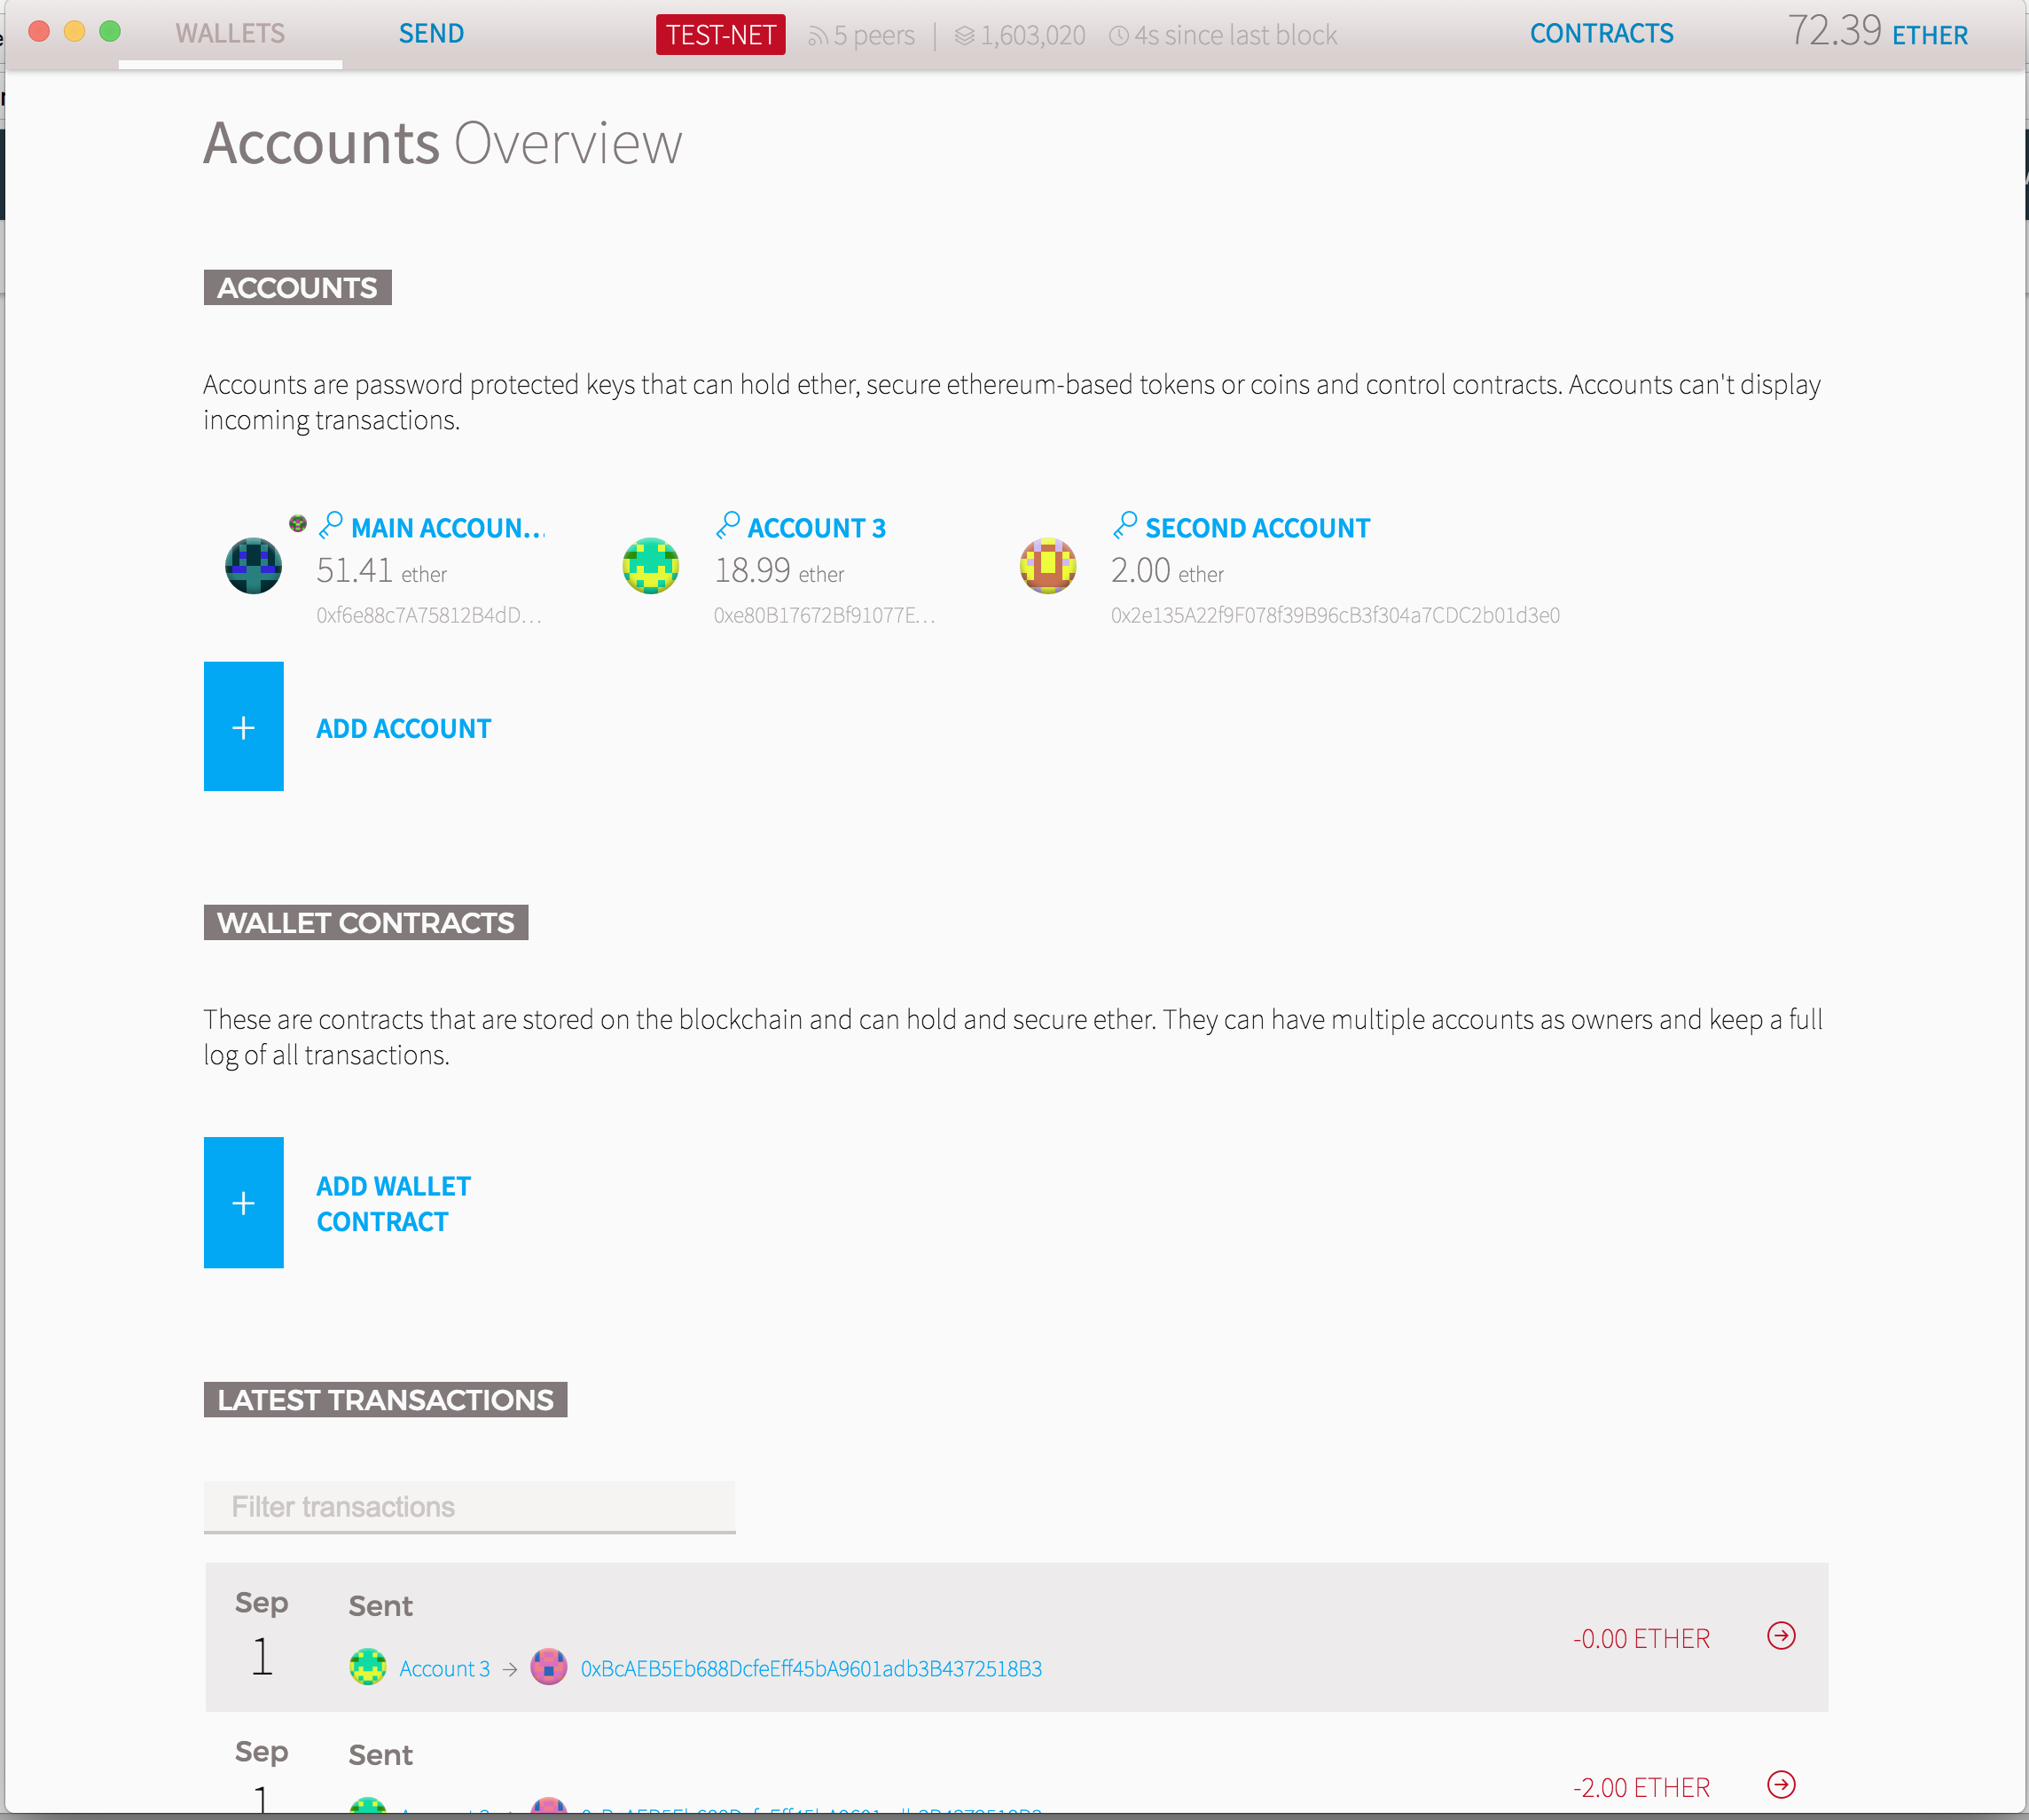 WALLETS SEND TEST-NET 5 peers | 1,603,020 4s since last block CONTRACTS 72.39 ETHER
Accounts Overview
ACCOUNTS
Accounts are password protected keys that can hold ether, secure ethereum-based tokens or coins and control contracts. Accounts can't display
incoming transactions.
MAIN ACCOUN… ACCOUNT 3 SECOND ACCOUNT
51.41 ether 18.99 ether 2.00 ether
0xf6e88c7A75812B4dD… 0xe80B17672Bf91077E… 0x2e135A22f9F078f39B96cB3f304a7CDC2b01d3e0
+ ADD ACCOUNT
WALLET CONTRACTS
These are contracts that are stored on the blockchain and can hold and secure ether. They can have multiple accounts as owners and keep a full
log of all transactions.
+ ADD WALLET
CONTRACT
LATEST TRANSACTIONS
Filter transactions
Sep Sent
1 Account 3 → 0xBcAEB5Eb688DcfeEff45bA9601adb3B4372518B3 -0.00 ETHER
Sep Sent
1 -2.00 ETHER